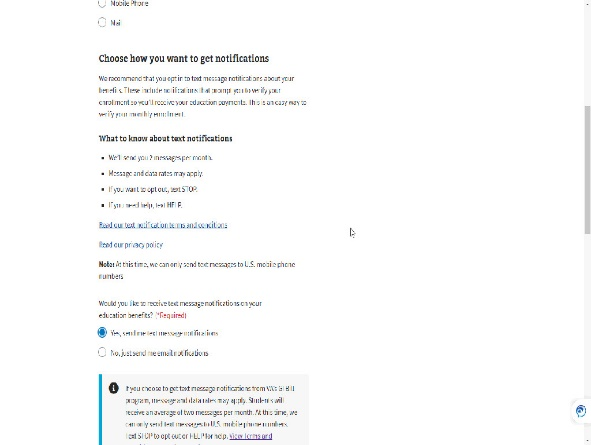 Mobile Phone
Mail
Choose how you want to get notifications
We recommend that you opt in to text message notifications about your
benefits. These include notifications that prompt you to verify your
enrollment so you'll receive your education payments. This is an easy way to
verify your monthly enrollment.
What to know about text notifications
We'll send you 2 messages per month.
Message and data rates may apply.
If you want to opt out, text STOP.
If you need help, text HELP.
Read our text notification terms and conditions
Read our privacy policy
Note: At this time, we can only send text messages to U.S. mobile phone
numbers
Would you like to receive text message notifications on your
education benefits? (*Required)
Yes, send me text message notifications
No, just send me email notifications
If you choose to get text message notifications from VA's GI Bill
program, message and data rates may apply. Students will
receive an average of two messages per month. At this time, we
can only send text messages to U.S. mobile phone numbers.
Text STOP to opt out or HELP for help. View Terms and